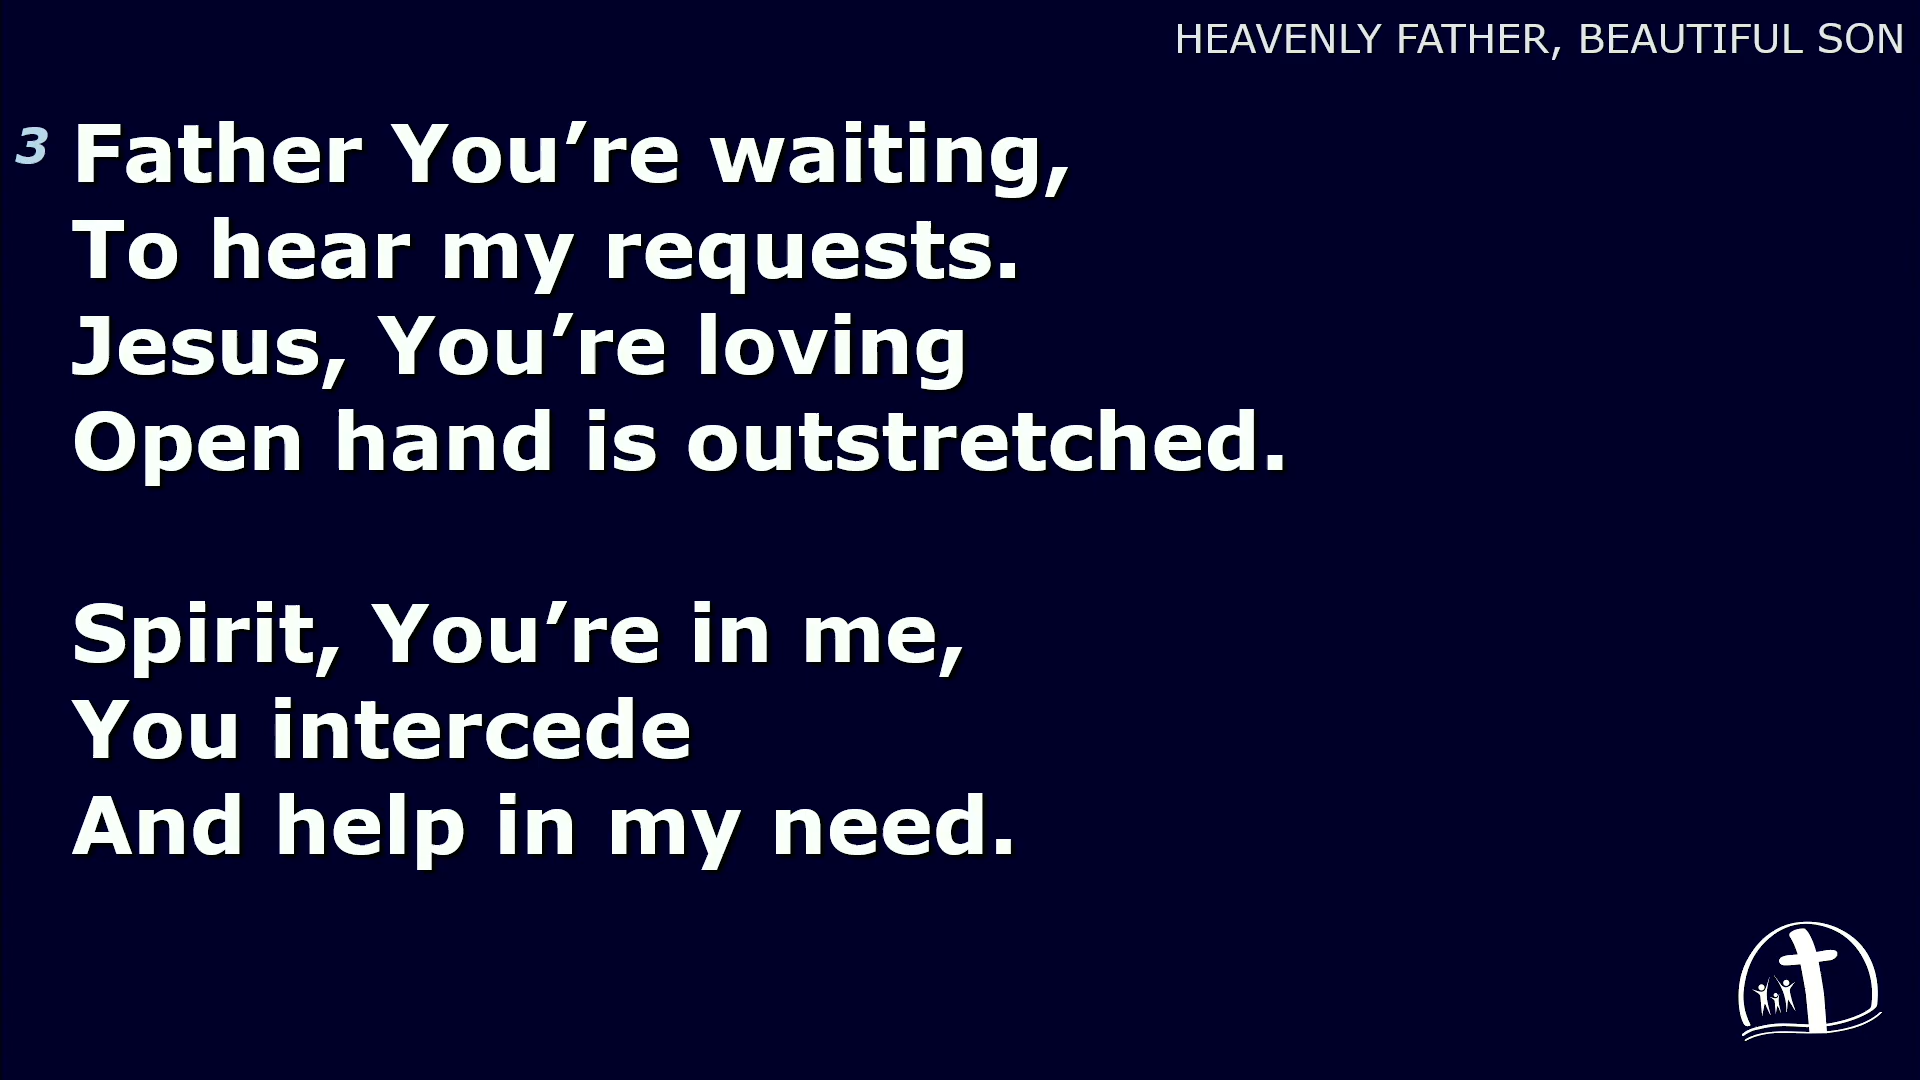 HEAVENLY FATHER, BEAUTIFUL SON
3 Father You’re waiting,
To hear my requests.
Jesus, You’re loving
Open hand is outstretched.
Spirit, You’re in me,
You intercede
And help in my need.